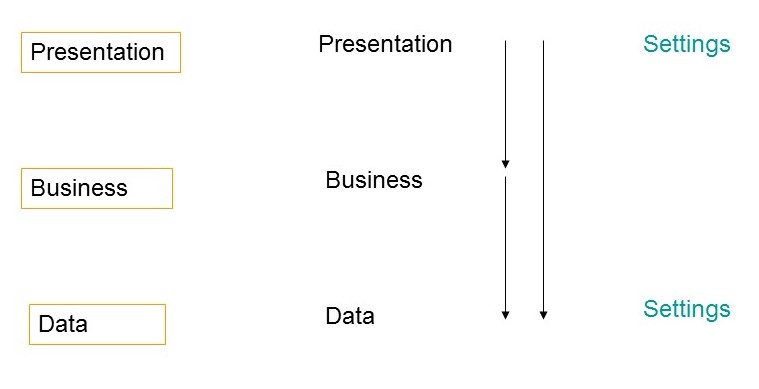 Presentation
Presentation
Settings
Business
Business
Data
Data
Settings